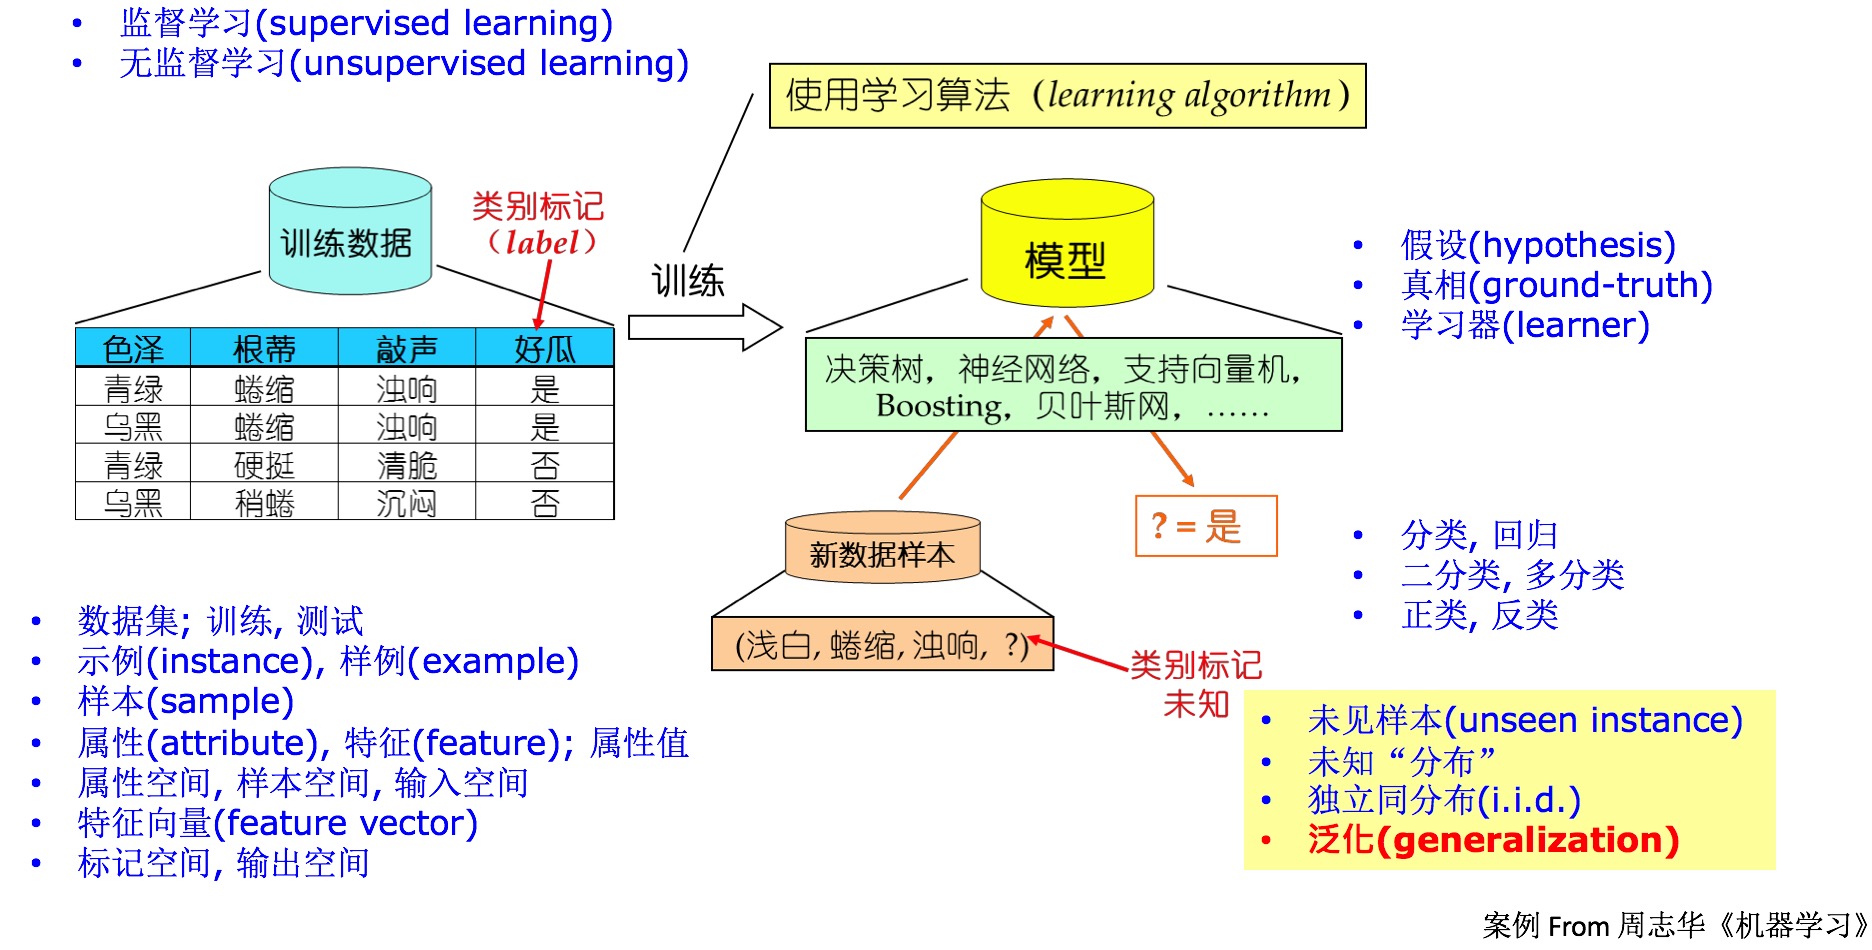 • 监督学习(supervised learning)
• 无监督学习(unsupervised learning)
使用学习算法（learning algorithm）
训练数据
类别标记
（label）
训练
模型
• 假设(hypothesis)
• 真相(ground-truth)
• 学习器(learner)
色泽 根蒂 敲声 好瓜
青绿 蜷缩 浊响 是
乌黑 蜷缩 浊响 是
青绿 硬挺 清脆 否
乌黑 稍蜷 沉闷 否
决策树，神经网络，支持向量机，
Boosting，贝叶斯网，……
新数据样本
? = 是
(浅白, 蜷缩, 浊响, ?)
类别标记
未知
• 分类, 回归
• 二分类, 多分类
• 正类, 反类
• 数据集; 训练, 测试
• 示例(instance), 样例(example)
• 样本(sample)
• 属性(attribute), 特征(feature); 属性值
• 属性空间, 样本空间, 输入空间
• 特征向量(feature vector)
• 标记空间, 输出空间
• 未见样本(unseen instance)
• 未知“分布”
• 独立同分布(i.i.d.)
• 泛化(generalization)
案例 From 周志华《机器学习》